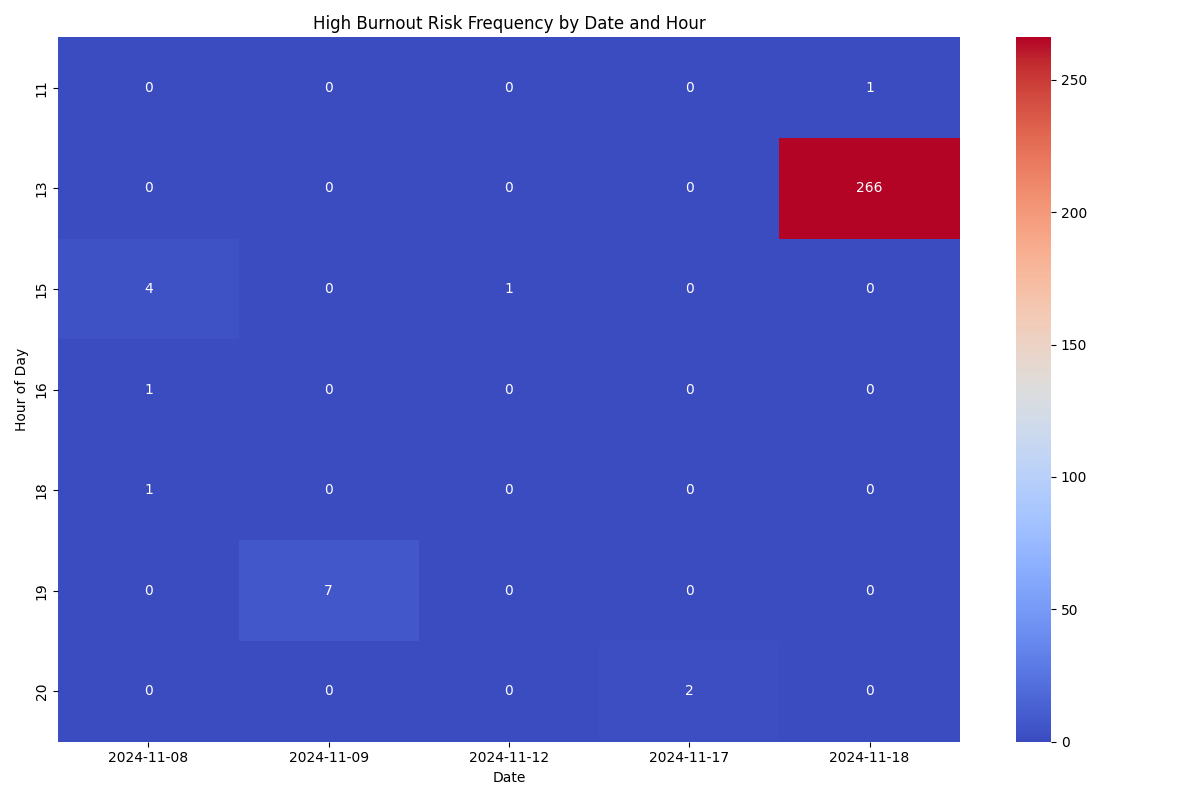 High Burnout Risk Frequency by Date and Hour
11 0 0 0 0 1
13 0 0 0 0 266
15 4 0 1 0 0
16 1 0 0 0 0
18 1 0 0 0 0
19 0 7 0 0 0
20 0 0 0 2 0
Hour of Day
2024-11-08 2024-11-09 2024-11-12 2024-11-17 2024-11-18
Date
250
200
150
100
50
0